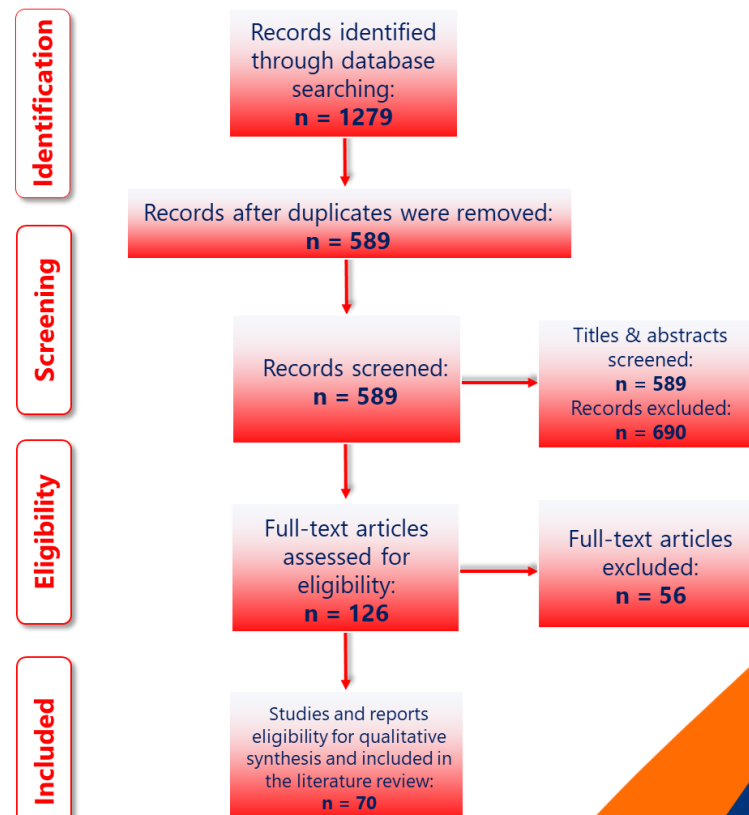 Identification
Records identified
through database
searching:
n = 1279
Records after duplicates were removed:
n = 589
Screening
Records screened:
n = 589
Titles & abstracts
screened:
n = 589
Records excluded:
n = 690
Eligibility
Full-text articles
assessed for
eligibility:
n = 126
Full-text articles
excluded:
n = 56
Included
Studies and reports
eligibility for qualitative
synthesis and included in
the literature review:
n = 70